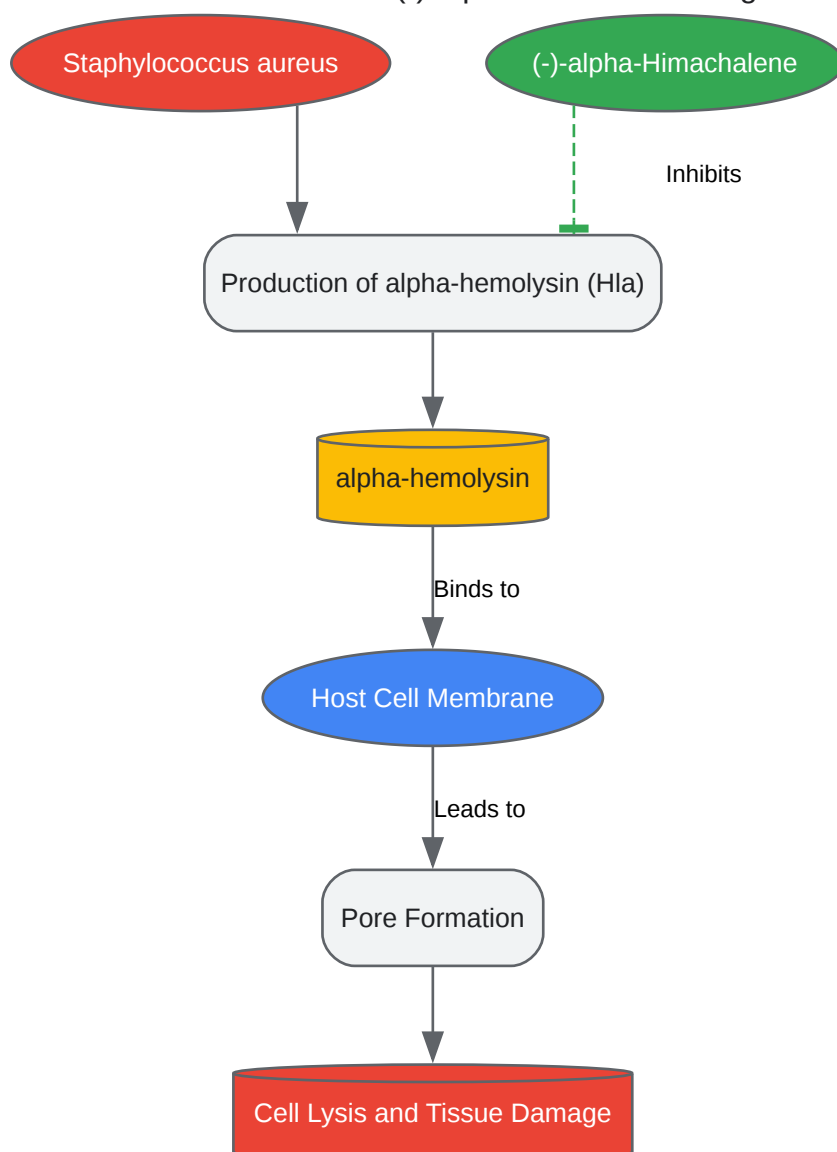 Staphylococcus aureus
(-)-alpha-Himachalene
Inhibits
Production of alpha-hemolysin (Hla)
alpha-hemolysin
Binds to
Host Cell Membrane
Leads to
Pore Formation
Cell Lysis and Tissue Damage